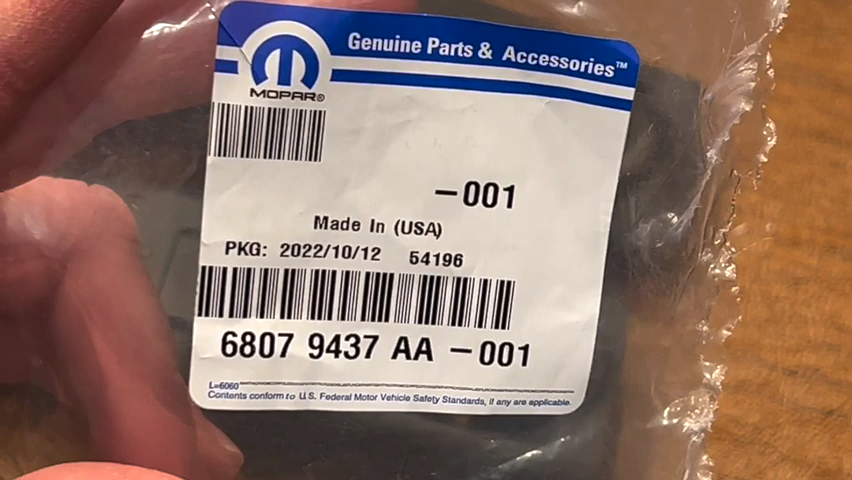 Genuine Parts & Accessories™
MOPAR®
-001
Made In (USA)
PKG: 2022/10/12 54196
6807 9437 AA -001
L=6060
Contents conform to U.S. Federal Motor Vehicle Safety Standards, if any are applicable.